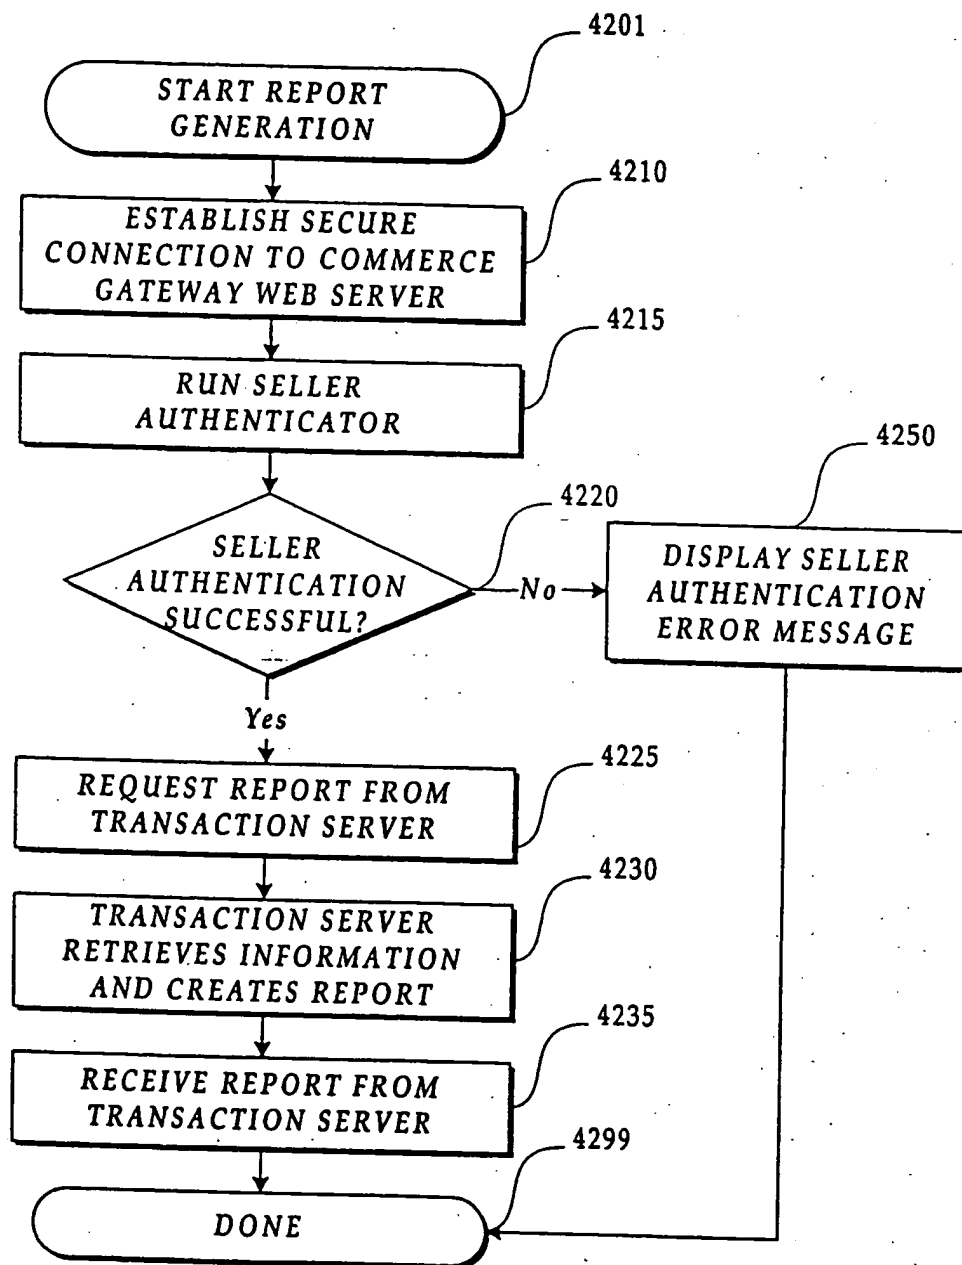 4201
START REPORT
GENERATION
4210
ESTABLISH SECURE
CONNECTION TO COMMERCE
GATEWAY WEB SERVER
4215
RUN SELLER
AUTHENTICATOR
4250
4220
SELLER
AUTHENTICATION
SUCCESSFUL?
No
DISPLAY SELLER
AUTHENTICATION
ERROR MESSAGE
Yes
4225
REQUEST REPORT FROM
TRANSACTION SERVER
4230
TRANSACTION SERVER
RETRIEVES INFORMATION
AND CREATES REPORT
4235
RECEIVE REPORT FROM
TRANSACTION SERVER
4299
DONE